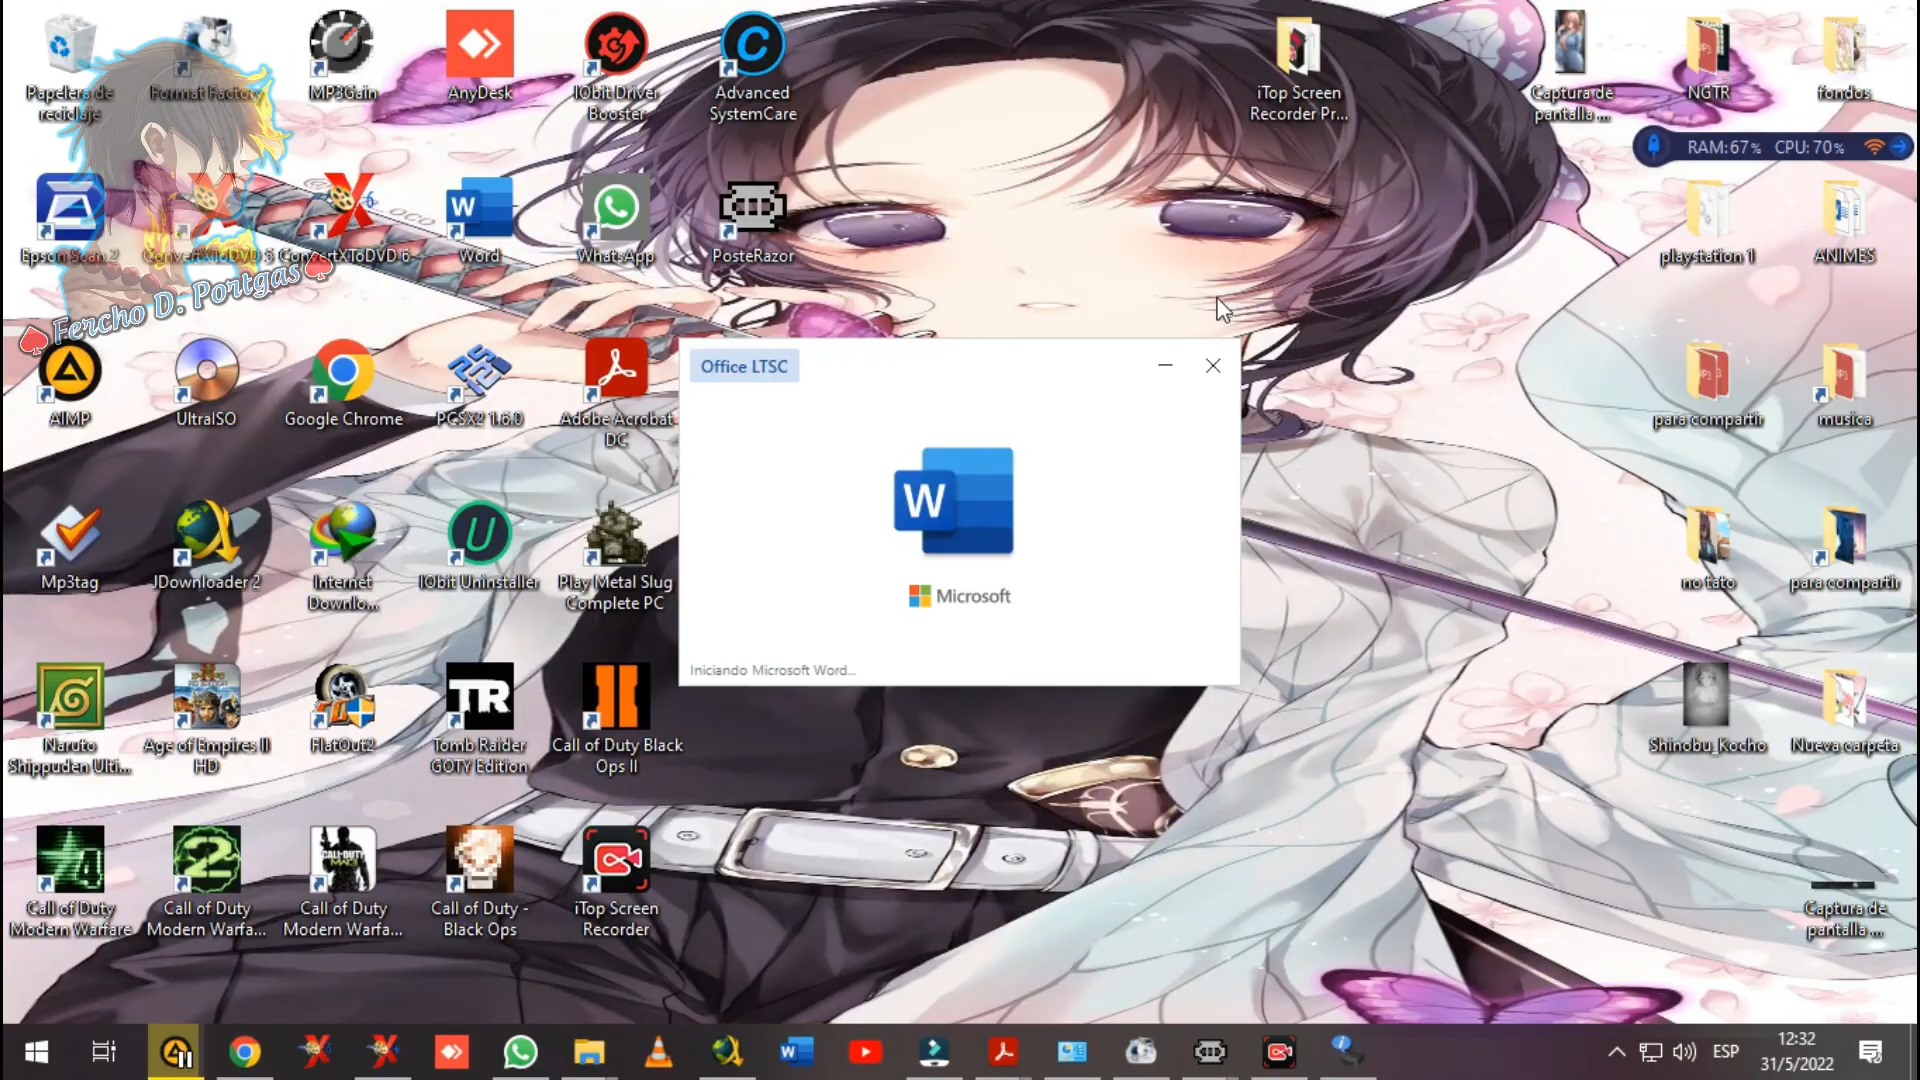 Papelera de
reciclaje
Format Factory
MP3Gain
AnyDesk
IObit Driver
Booster
Advanced
SystemCare
iTop Screen
Recorder Pr...
Captura de
pantalla ...
NGTR
fondos
RAM:67% CPU:70%
Epson Scan 2
ConvertXToDVD 5
ConvertXToDVD 6
Word
WhatsApp
PosteRazor
playstation 1
ANIMES
Fercho D. Portgas
AIMP
UltraISO
Google Chrome
PCSX2 1.6.0
Adobe Acrobat
DC
para compartir
musica
Office LTSC
W
Microsoft
Iniciando Microsoft Word...
Mp3tag
JDownloader 2
Internet
Downlo...
IObit Uninstaller
Play Metal Slug
Complete PC
no tato
para compartir
Naruto
Shippuden Ulti...
Age of Empires II
HD
FlatOut2
Tomb Raider
GOTY Edition
Call of Duty Black
Ops II
Shinobu_Kocho
Nueva carpeta
Call of Duty
Modern Warfare
Call of Duty
Modern Warfa...
Call of Duty
Modern Warfa...
Call of Duty -
Black Ops
iTop Screen
Recorder
Captura de
pantalla ...
ESP
12:32
31/5/2022